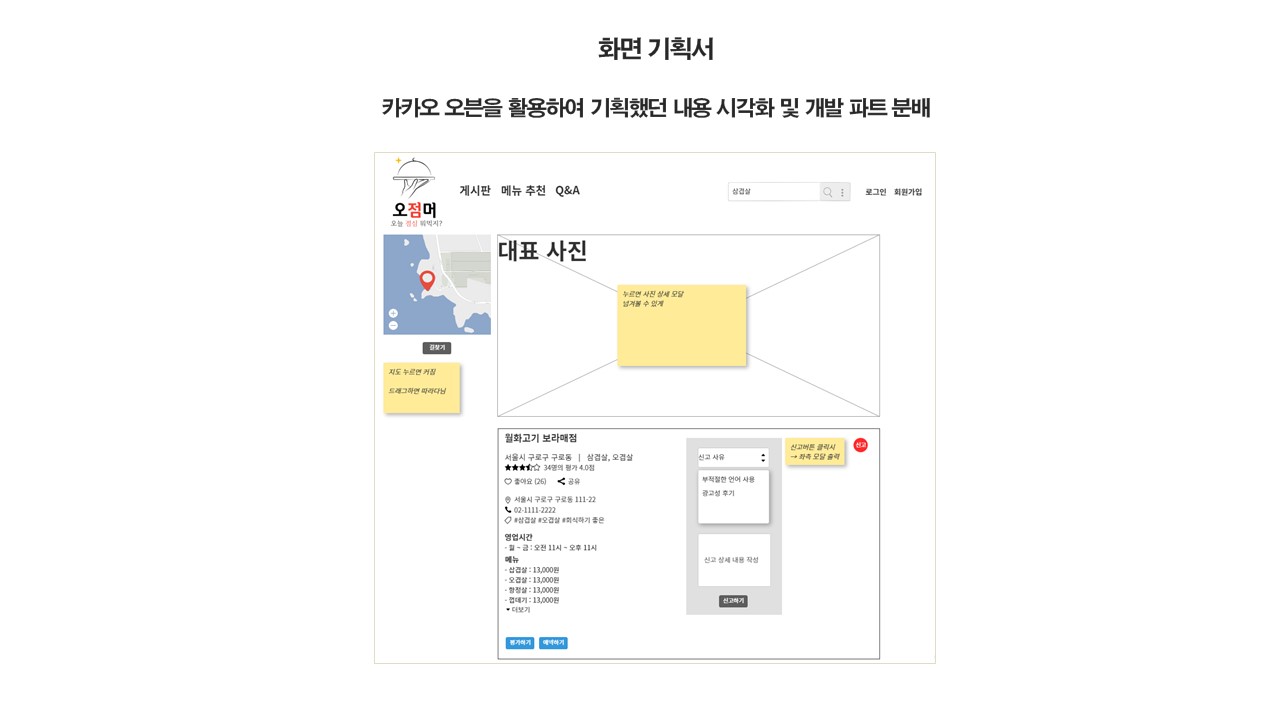 화면 기획서
카카오 오븐을 활용하여 기획했던 내용 시각화 및 개발 파트 분배
오점머
오늘 점심 뭐먹지?
게시판 메뉴 추천 Q&A
삼겹살
로그인 회원가입
길찾기
지도 누르면 커짐
드래그하면 따라다님
대표 사진
누르면 사진 상세 모달
넘겨볼 수 있게
월화고기 보라매점
서울시 구로구 구로동 | 삼겹살, 오겹살
34명의 평가 4.0점
좋아요 (26) 공유
서울시 구로구 구로동 111-22
02-1111-2222
#삼겹살 #오겹살 #회식하기 좋은
영업시간
- 월 ~ 금 : 오전 11시 ~ 오후 11시
메뉴
- 삽겹살 : 13,000원
- 오겹살 : 13,000원
- 항정살 : 13,000원
- 껍데기 : 13,000원
더보기
평가하기 예약하기
신고 사유
부적절한 언어 사용
광고성 후기
신고 상세 내용 작성
신고하기
신고버튼 클릭시
→ 좌측 모달 출력
신고